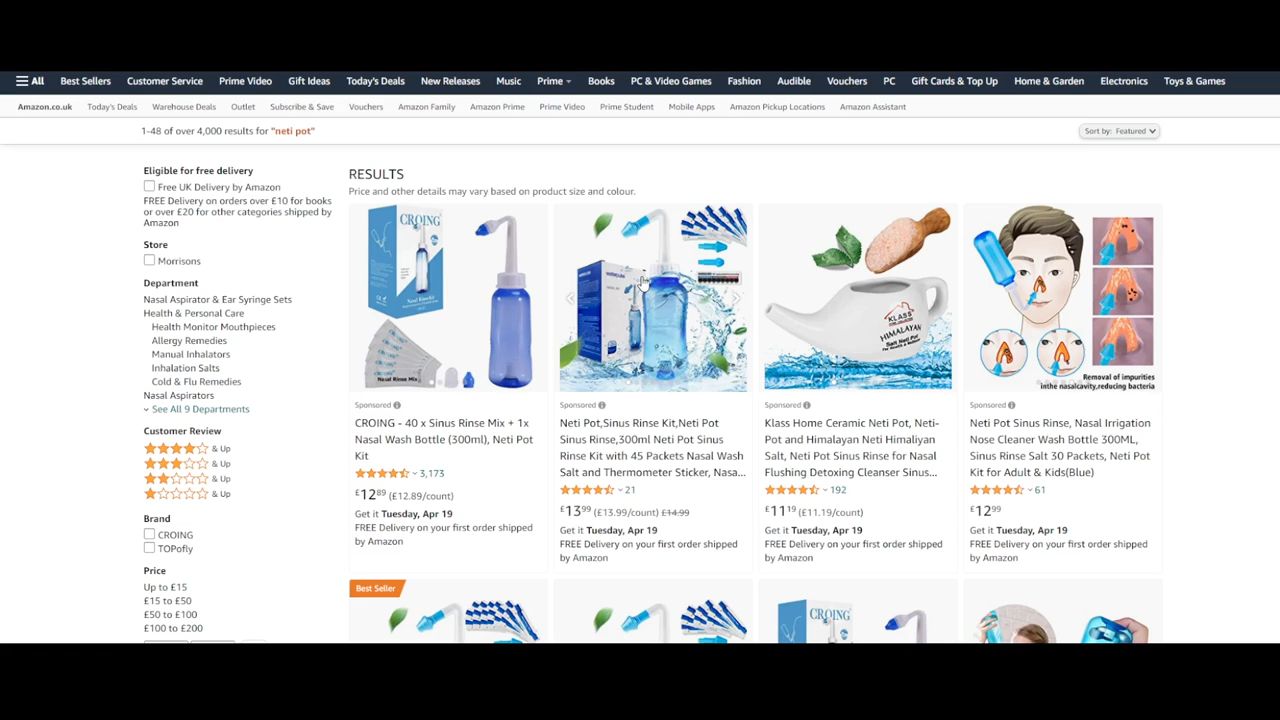 All Best Sellers Customer Service Prime Video Gift Ideas Today's Deals New Releases Music Prime Books PC & Video Games Fashion Audible Vouchers PC Gift Cards & Top Up Home & Garden Electronics Toys & Games
Amazon.co.uk Today's Deals Warehouse Deals Outlet Subscribe & Save Vouchers Amazon Family Amazon Prime Prime Video Prime Student Mobile Apps Amazon Pickup Locations Amazon Assistant
1-48 of over 4,000 results for "neti pot"
Sort by: Featured
Eligible for free delivery
Free UK Delivery by Amazon
FREE Delivery on orders over £10 for books
or over £20 for other categories shipped by
Amazon
Store
Morrisons
Department
Nasal Aspirator & Ear Syringe Sets
Health & Personal Care
Health Monitor Mouthpieces
Allergy Remedies
Manual Inhalators
Inhalation Salts
Cold & Flu Remedies
Nasal Aspirators
See All 9 Departments
Customer Review
& Up
& Up
& Up
& Up
Brand
CROING
TOPofly
Price
Up to £15
£15 to £50
£50 to £100
£100 to £200
RESULTS
Price and other details may vary based on product size and colour.
CROING
Nasal Rinse Mix
Sponsored
CROING - 40 x Sinus Rinse Mix + 1x
Nasal Wash Bottle (300ml), Neti Pot
Kit
3,173
£12.89 (£12.89/count)
Get it Tuesday, Apr 19
FREE Delivery on your first order shipped
by Amazon
Sponsored
Neti Pot,Sinus Rinse Kit,Neti Pot
Sinus Rinse,300ml Neti Pot Sinus
Rinse Kit with 45 Packets Nasal Wash
Salt and Thermometer Sticker, Nasa...
21
£13.99 (£13.99/count) £14.99
Get it Tuesday, Apr 19
FREE Delivery on your first order shipped
by Amazon
KLASS
HIMALAYAN
Salt Neti Pot
Sponsored
Klass Home Ceramic Neti Pot, Neti-
Pot and Himalayan Neti Himaliyan
Salt, Neti Pot Sinus Rinse for Nasal
Flushing Detoxing Cleanser Sinus...
192
£11.19 (£11.19/count)
Get it Tuesday, Apr 19
FREE Delivery on your first order shipped
by Amazon
Removal of impurities
inthe nasalcavity,reducing bacteria
Sponsored
Neti Pot Sinus Rinse, Nasal Irrigation
Nose Cleaner Wash Bottle 300ML,
Sinus Rinse Salt 30 Packets, Neti Pot
Kit for Adult & Kids(Blue)
61
£12.99
Get it Tuesday, Apr 19
FREE Delivery on your first order shipped
by Amazon
Best Seller
CROING